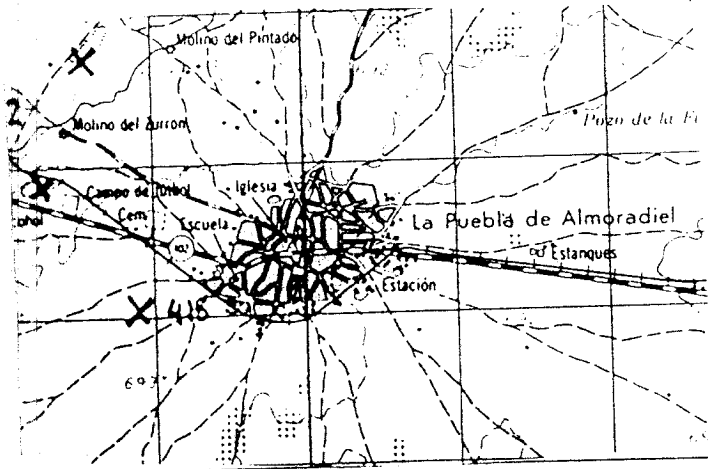 Molino del Pintado
Molino del Zurrón
Pozo de la
Campo de fútbol
Iglesia
Cem.
Escuela
La Puebla de Almoradiel
Estanques
Estación
415